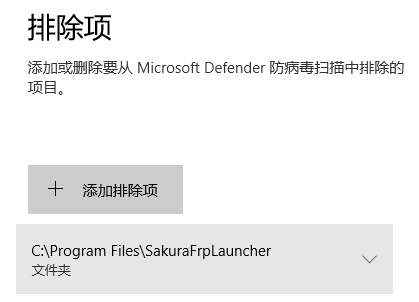 排除项
添加或删除要从 Microsoft Defender 防病毒扫描中排除的
项目。
添加排除项
C:\Program Files\SakuraFrpLauncher
文件夹